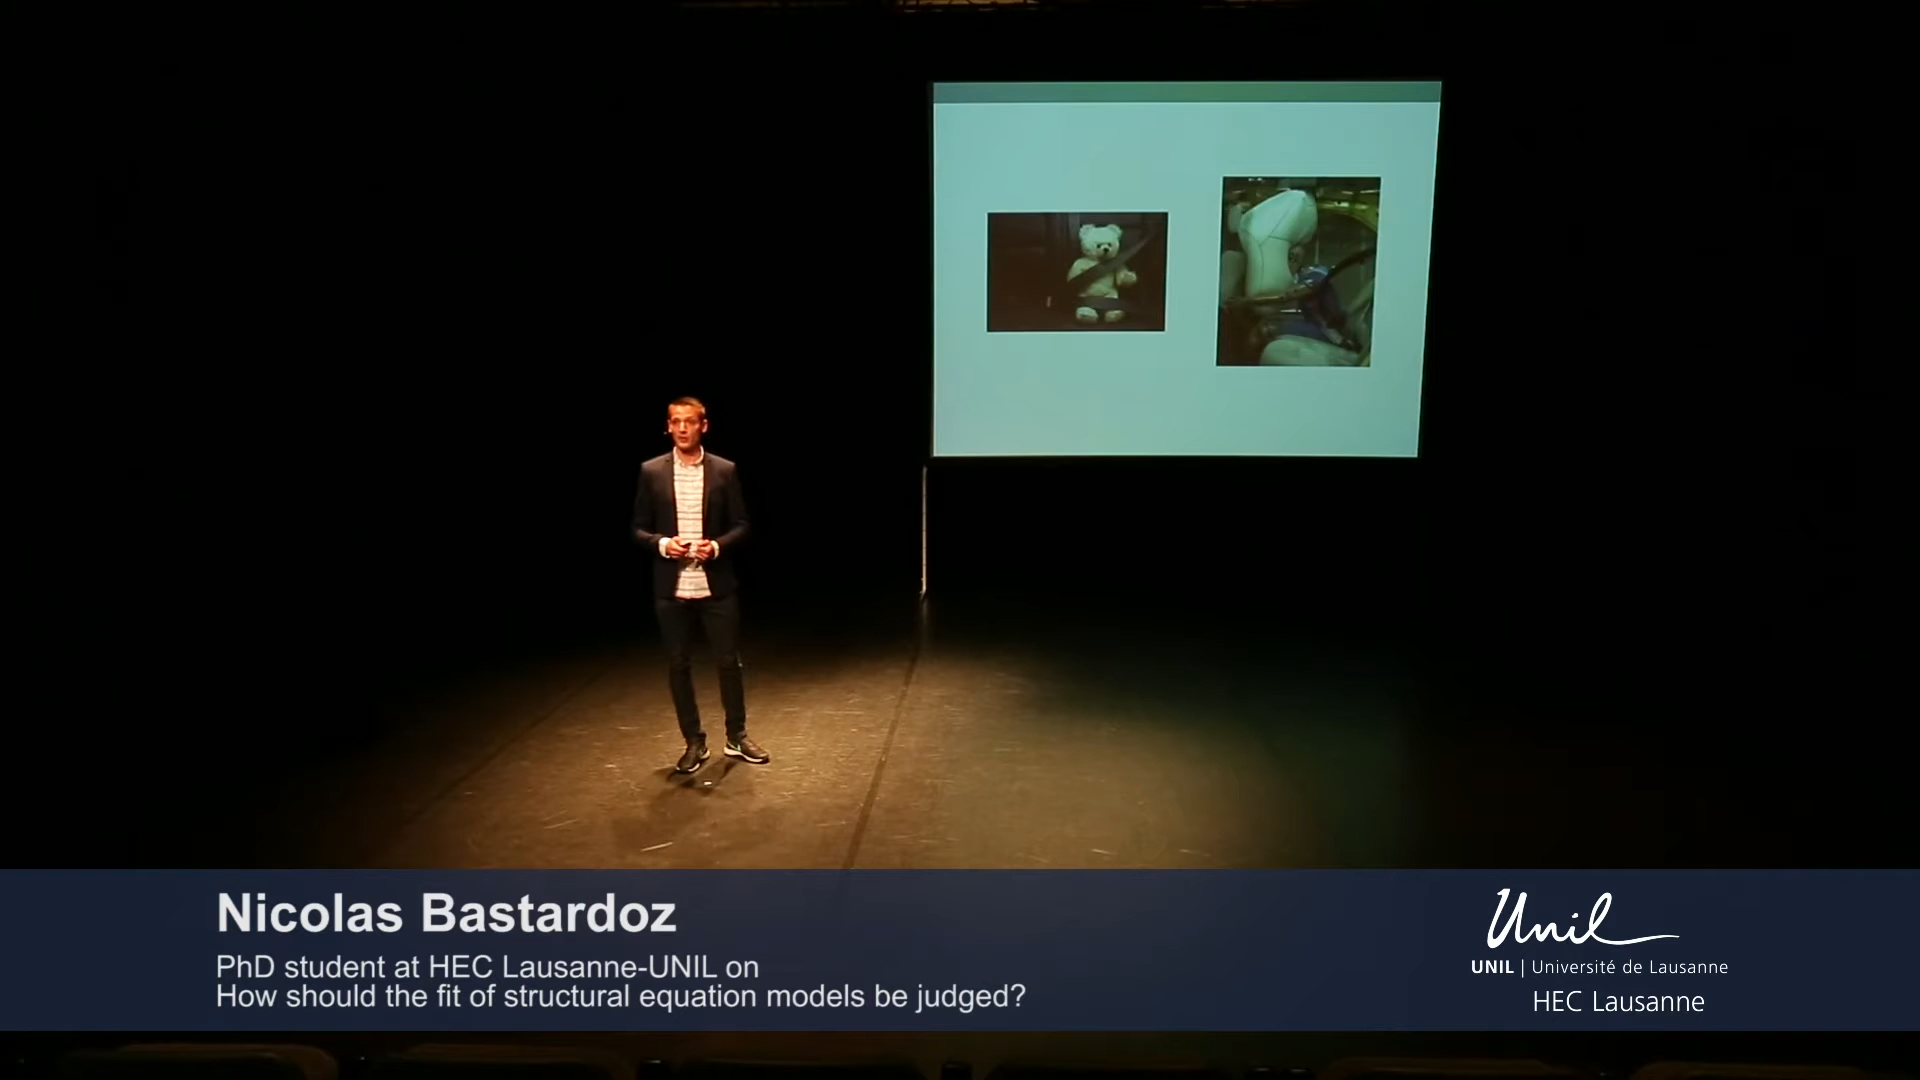 Nicolas Bastardoz
PhD student at HEC Lausanne-UNIL on
How should the fit of structural equation models be judged?
Unil
UNIL | Université de Lausanne
HEC Lausanne